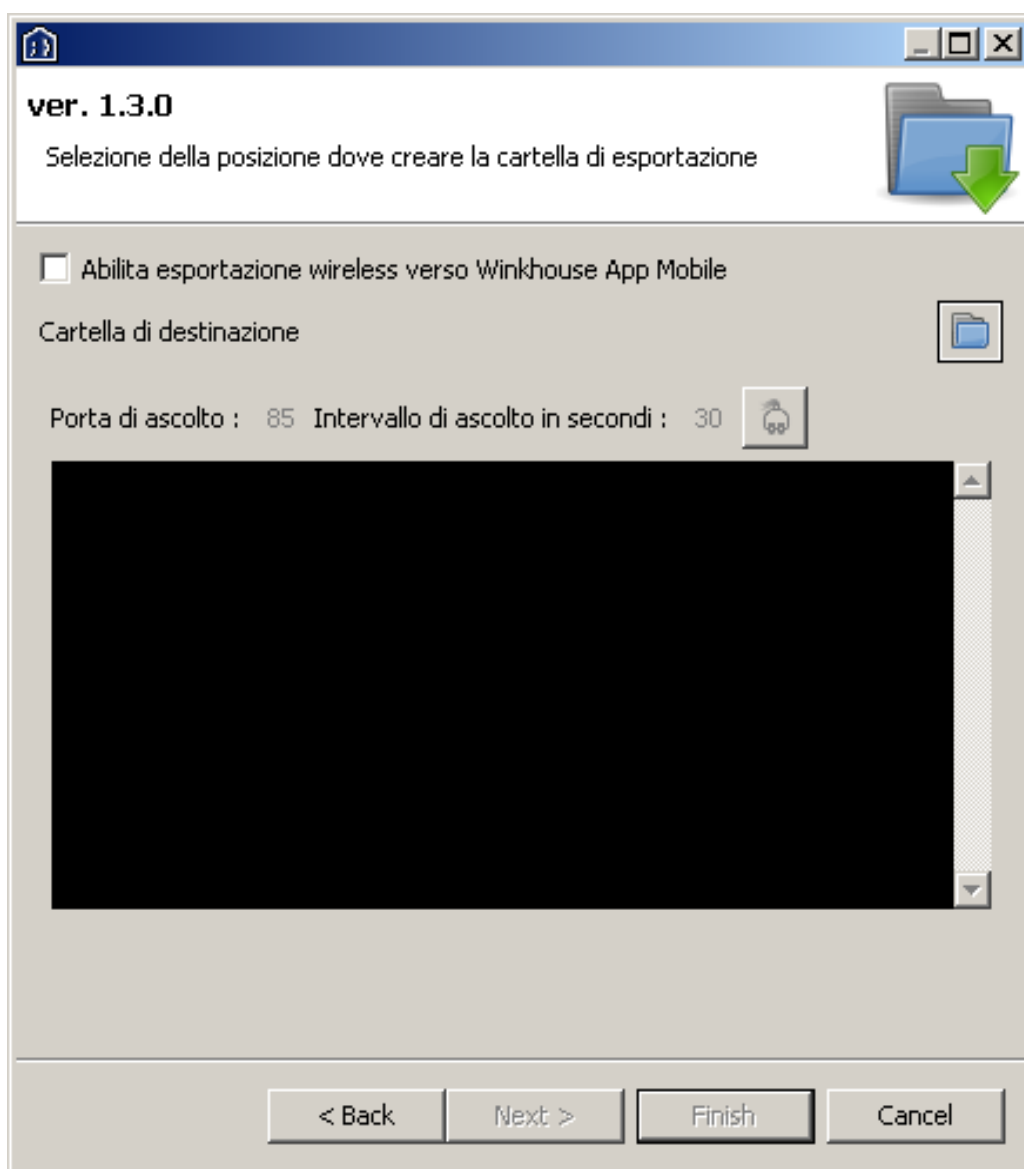 ver. 1.3.0
Selezione della posizione dove creare la cartella di esportazione
Abilita esportazione wireless verso Winkhouse App Mobile
Cartella di destinazione
Porta di ascolto : 85 Intervallo di ascolto in secondi : 30
< Back Next > Finish Cancel